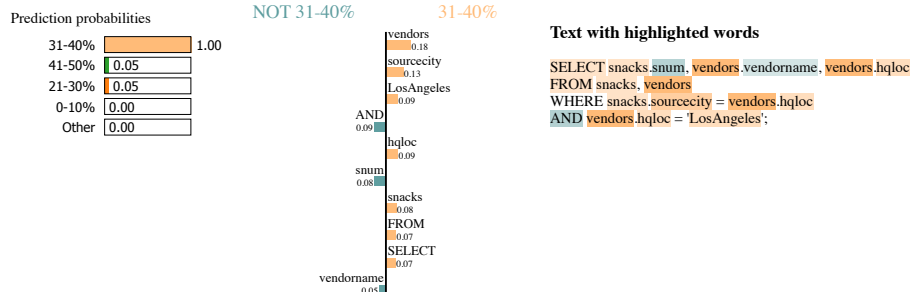 Prediction probabilities
31-40% 1.00
41-50% 0.05
21-30% 0.05
0-10% 0.00
Other 0.00
NOT 31-40% 31-40%
vendors
0.18
sourcecity
0.13
LosAngeles
0.09
AND
0.09
hqloc
0.09
snum
0.08
snacks
0.08
FROM
0.07
SELECT
0.07
vendorname
0.05
Text with highlighted words
SELECT snacks.snum, vendors.vendorname, vendors.hqloc
FROM snacks, vendors
WHERE snacks.sourcecity = vendors.hqloc
AND vendors.hqloc = 'LosAngeles';